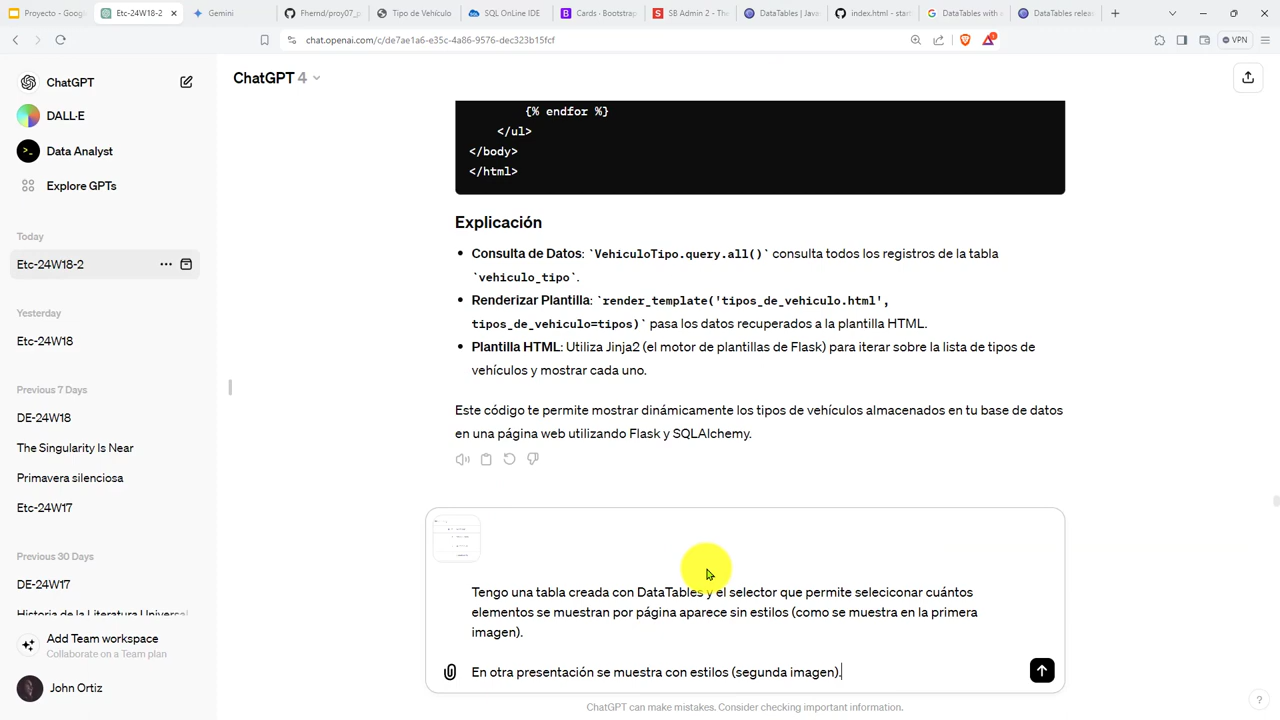 Proyecto - Googl
Etc-24W18-2
Gemini
Fhernd/proy07_p
Tipo de Vehículo
SQL OnLine IDE
Cards · Bootstrap
SB Admin 2 - The
DataTables | Java
index.html - start
DataTables with v
DataTables relea
chat.openai.com/c/de7ae1a6-e35c-4a86-9576-dec323b15fcf
VPN
ChatGPT
DALL·E
Data Analyst
Explore GPTs
Today
Etc-24W18-2
Yesterday
Etc-24W18
Previous 7 Days
DE-24W18
The Singularity Is Near
Primavera silenciosa
Etc-24W17
Previous 30 Days
DE-24W17
Historia de la Literatura Universal
Add Team workspace
Collaborate on a Team plan
John Ortiz
ChatGPT 4
{% endfor %}
</ul>
</body>
</html>
Explicación
• Consulta de Datos: `VehiculoTipo.query.all()` consulta todos los registros de la tabla
`vehiculo_tipo`.
• Renderizar Plantilla: `render_template('tipos_de_vehiculo.html',
tipos_de_vehiculo=tipos)` pasa los datos recuperados a la plantilla HTML.
• Plantilla HTML: Utiliza Jinja2 (el motor de plantillas de Flask) para iterar sobre la lista de tipos de
vehículos y mostrar cada uno.
Este código te permite mostrar dinámicamente los tipos de vehículos almacenados en tu base de datos
en una página web utilizando Flask y SQLAlchemy.
Tengo una tabla creada con DataTables y el selector que permite seleciconar cuántos
elementos se muestran por página aparece sin estilos (como se muestra en la primera
imagen).
En otra presentación se muestra con estilos (segunda imagen).
ChatGPT can make mistakes. Consider checking important information.
?